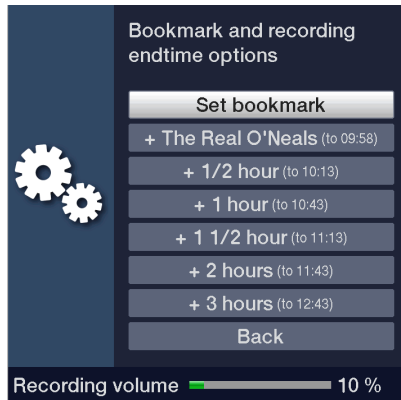 Bookmark and recording
endtime options
Set bookmark
+ The Real O'Neals (to 09:58)
+ 1/2 hour (to 10:13)
+ 1 hour (to 10:43)
+ 1 1/2 hour (to 11:13)
+ 2 hours (to 11:43)
+ 3 hours (to 12:43)
Back
Recording volume 10 %